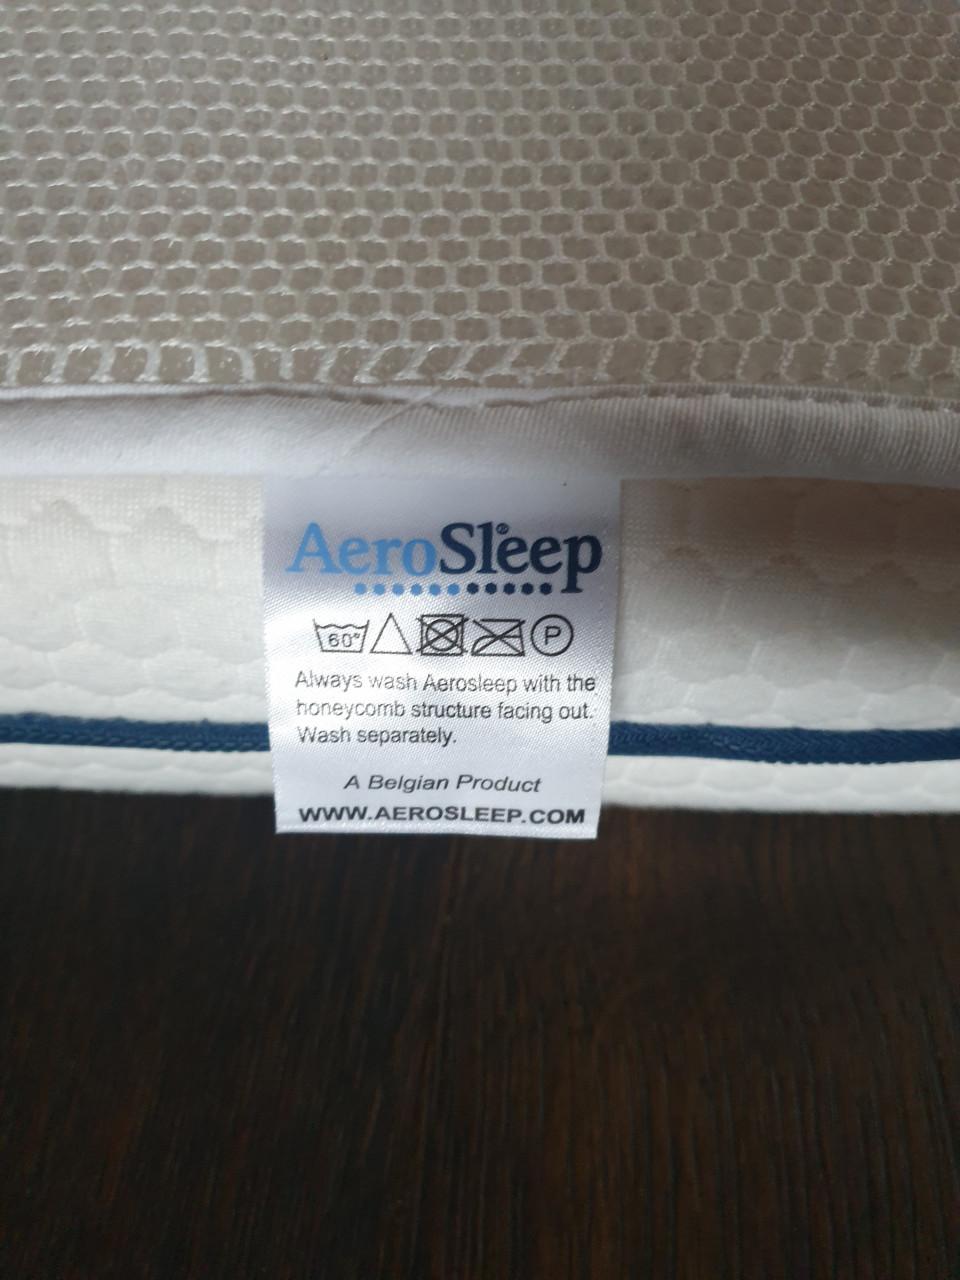 AeroSleep®
60° P
Always wash Aerosleep with the
honeycomb structure facing out.
Wash separately.
A Belgian Product
WWW.AEROSLEEP.COM